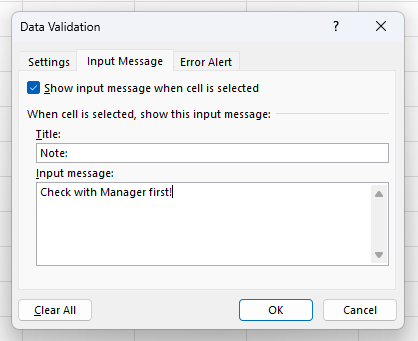 Data Validation ?
Settings Input Message Error Alert
Show input message when cell is selected
When cell is selected, show this input message:
Title:
Note:
Input message:
Check with Manager first!
Clear All OK Cancel